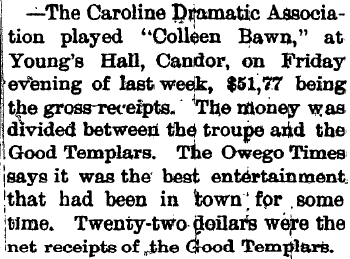 —The Caroline Dramatic Associa-
tion played "Colleen Bawn," at
Young's Hall, Candor, on Friday
evening of last week, $51,77 being
the gross receipts. The money was
divided between the troupe and the
Good Templars. The Owego Times
says it was the best entertainment
that had been in town for some
time. Twenty-two dollars were the
net receipts of the Good Templars.